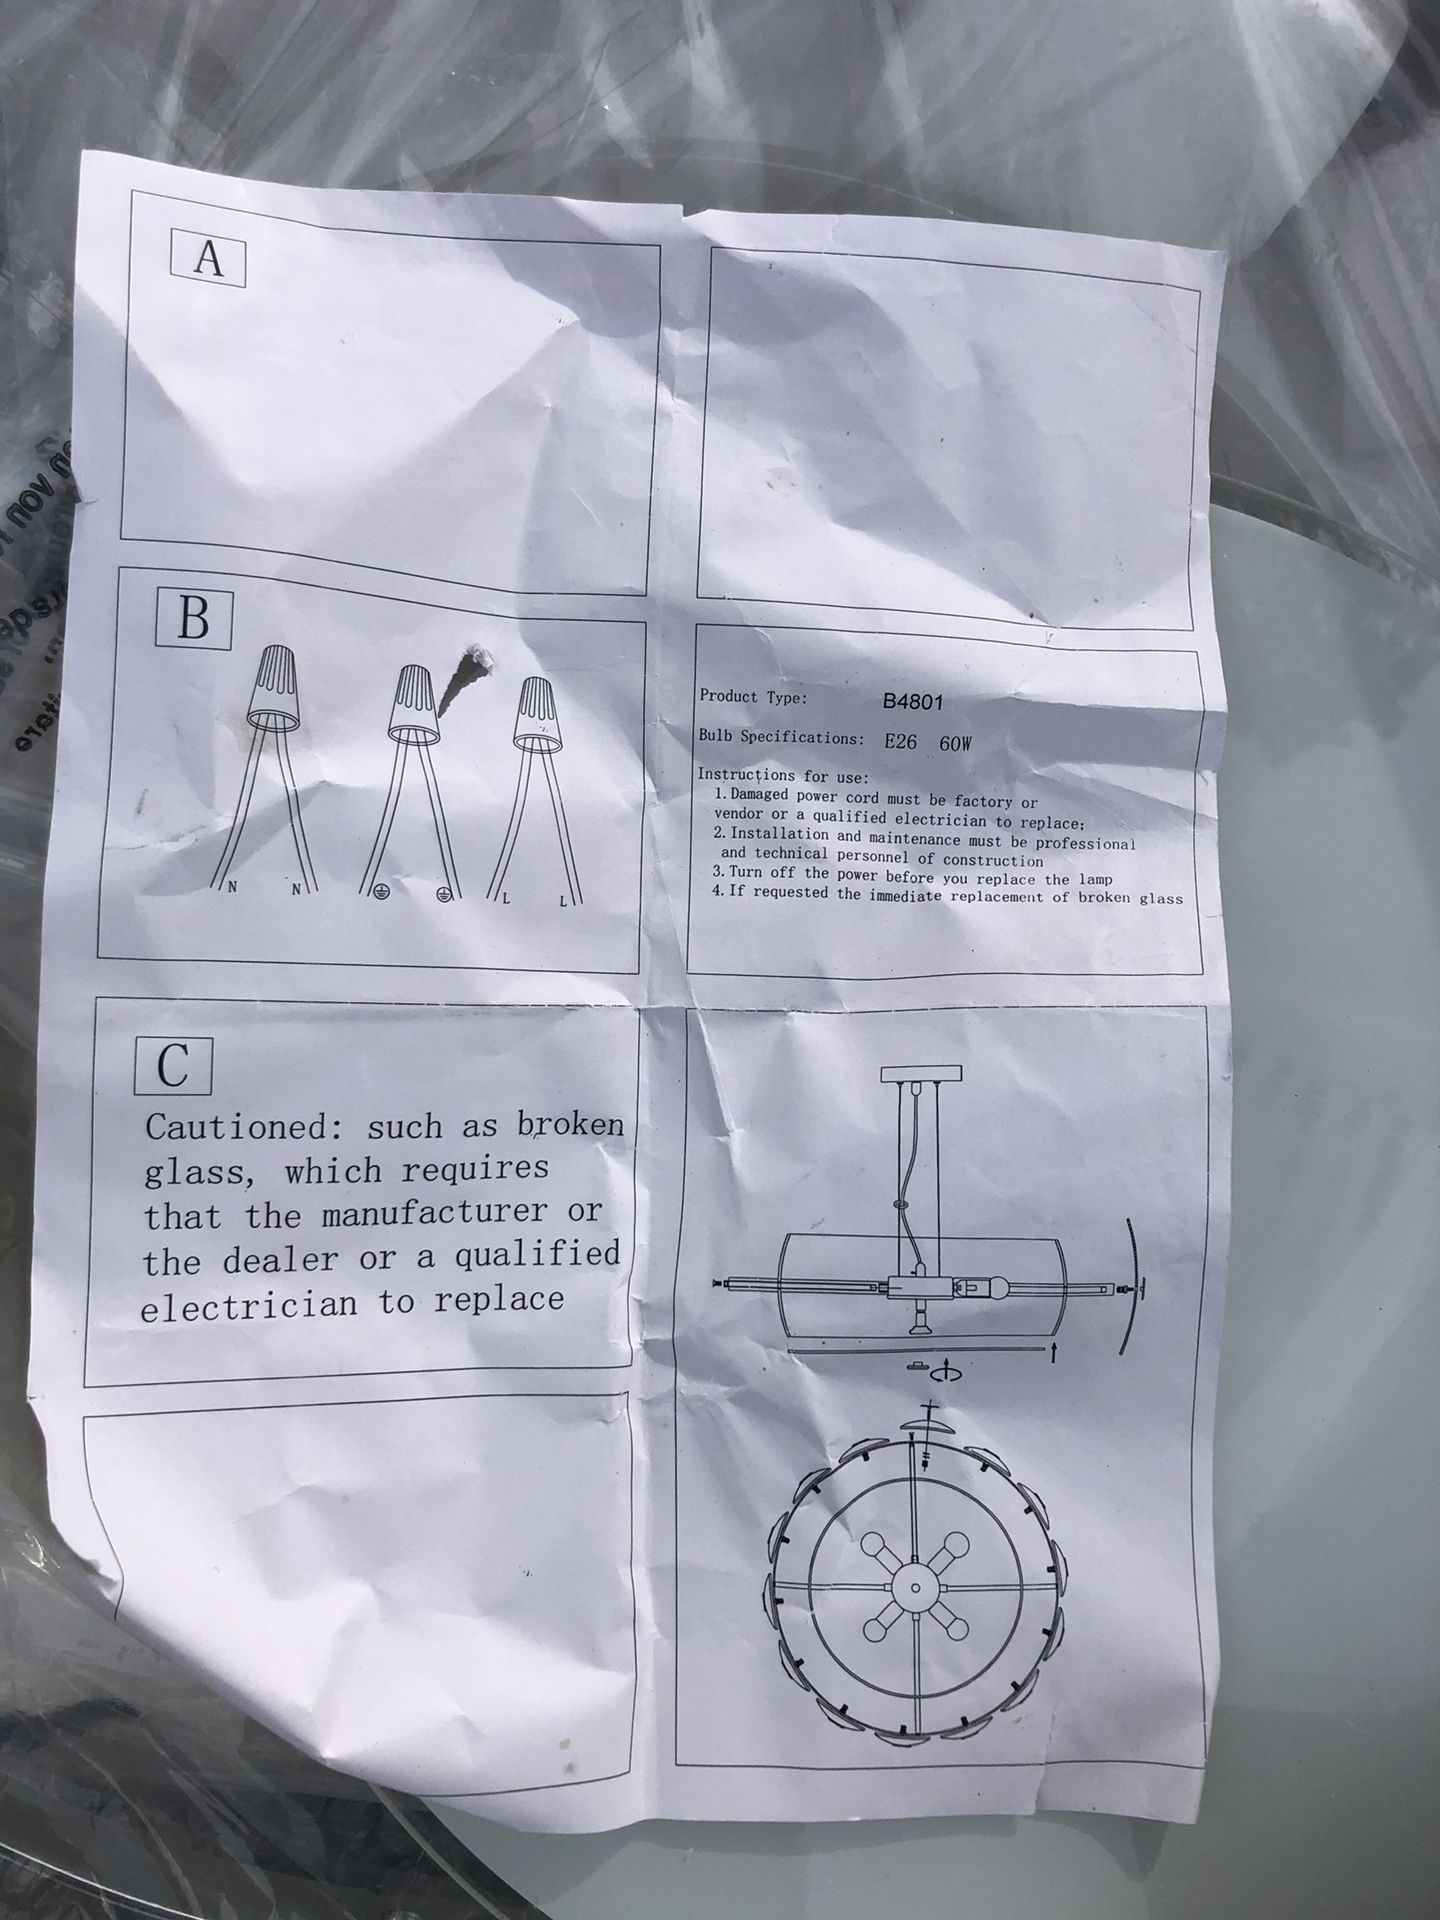 A
B
N N L L
Product Type: B4801
Bulb Specifications: E26 60W
Instructions for use:
1. Damaged power cord must be factory or
vendor or a qualified electrician to replace;
2. Installation and maintenance must be professional
and technical personnel of construction
3. Turn off the power before you replace the lamp
4. If requested the immediate replacement of broken glass
C
Cautioned: such as broken
glass, which requires
that the manufacturer or
the dealer or a qualified
electrician to replace